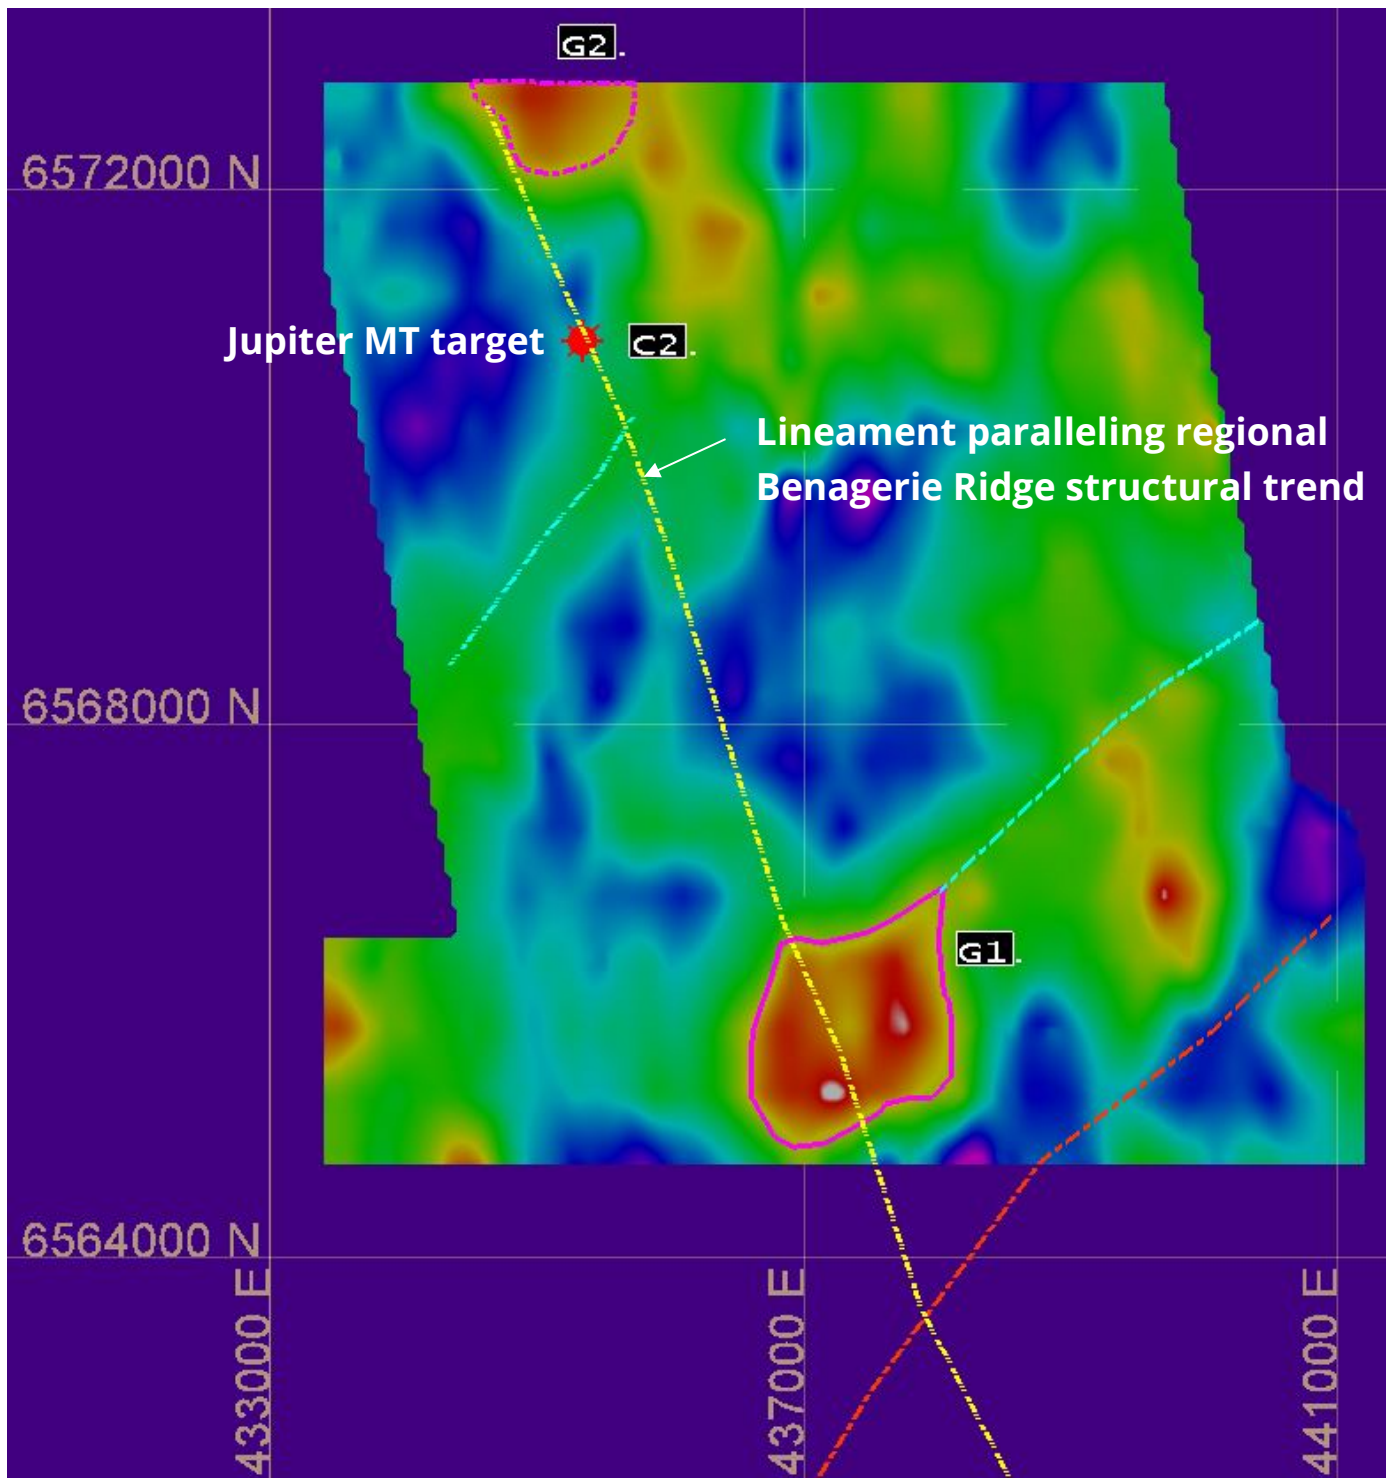 G2.
6572000 N
Jupiter MT target
C2.
Lineament paralleling regional
Benagerie Ridge structural trend
6568000 N
G1.
6564000 N
433000 E
437000 E
441000 E